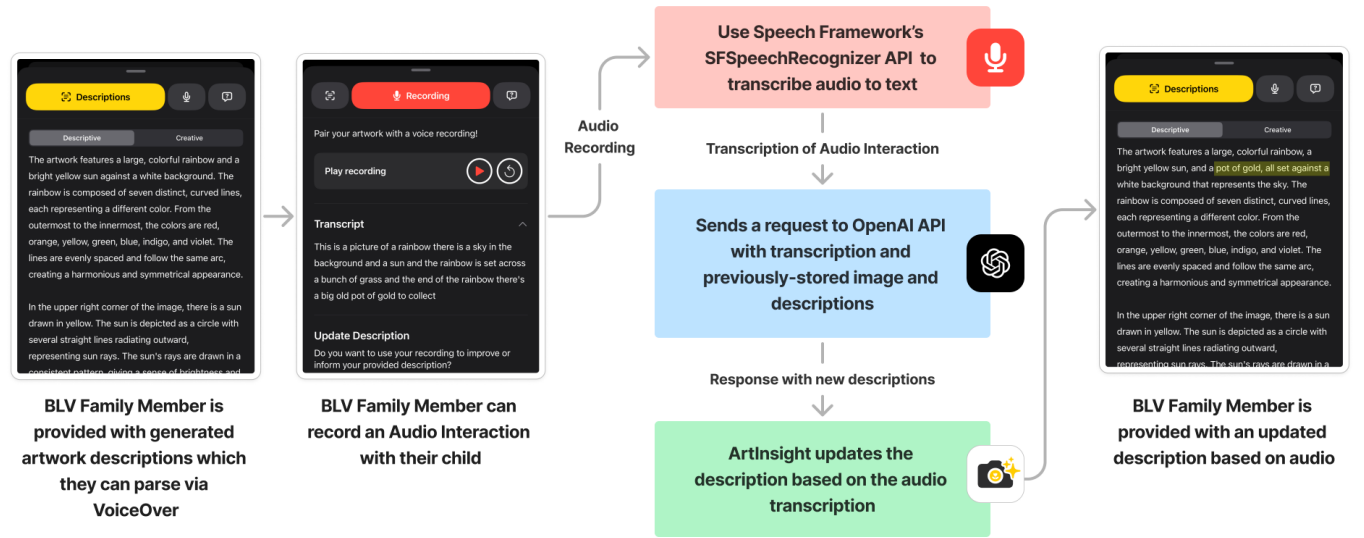 Descriptions
Descriptive
Creative
The artwork features a large, colorful rainbow and a
bright yellow sun against a white background. The
rainbow is composed of seven distinct, curved lines,
each representing a different color. From the
outermost to the innermost, the colors are red,
orange, yellow, green, blue, indigo, and violet. The
lines are evenly spaced and follow the same arc,
creating a harmonious and symmetrical appearance.
In the upper right corner of the image, there is a sun
drawn in yellow. The sun is depicted as a circle with
several straight lines radiating outward,
representing sun rays. The sun's rays are drawn in a
consistent pattern, giving a sense of brightness and
BLV Family Member is
provided with generated
artwork descriptions which
they can parse via
VoiceOver
Recording
Pair your artwork with a voice recording!
Play recording
Transcript
This is a picture of a rainbow there is a sky in the
background and a sun and the rainbow is set across
a bunch of grass and the end of the rainbow there's
a big old pot of gold to collect
Update Description
Do you want to use your recording to improve or
inform your provided description?
BLV Family Member can
record an Audio Interaction
with their child
Audio
Recording
Use Speech Framework's
SFSpeechRecognizer API to
transcribe audio to text
Transcription of Audio Interaction
Sends a request to OpenAI API
with transcription and
previously-stored image and
descriptions
Response with new descriptions
ArtInsight updates the
description based on the audio
transcription
Descriptions
Descriptive
Creative
The artwork features a large, colorful rainbow, a
bright yellow sun, and a pot of gold, all set against a
white background that represents the sky. The
rainbow is composed of seven distinct, curved lines,
each representing a different color. From the
outermost to the innermost, the colors are red,
orange, yellow, green, blue, indigo, and violet. The
lines are evenly spaced and follow the same arc,
creating a harmonious and symmetrical appearance.
In the upper right corner of the image, there is a sun
drawn in yellow. The sun is depicted as a circle with
several straight lines radiating outward,
representing sun rays. The sun's rays are drawn in a
BLV Family Member is
provided with an updated
description based on audio